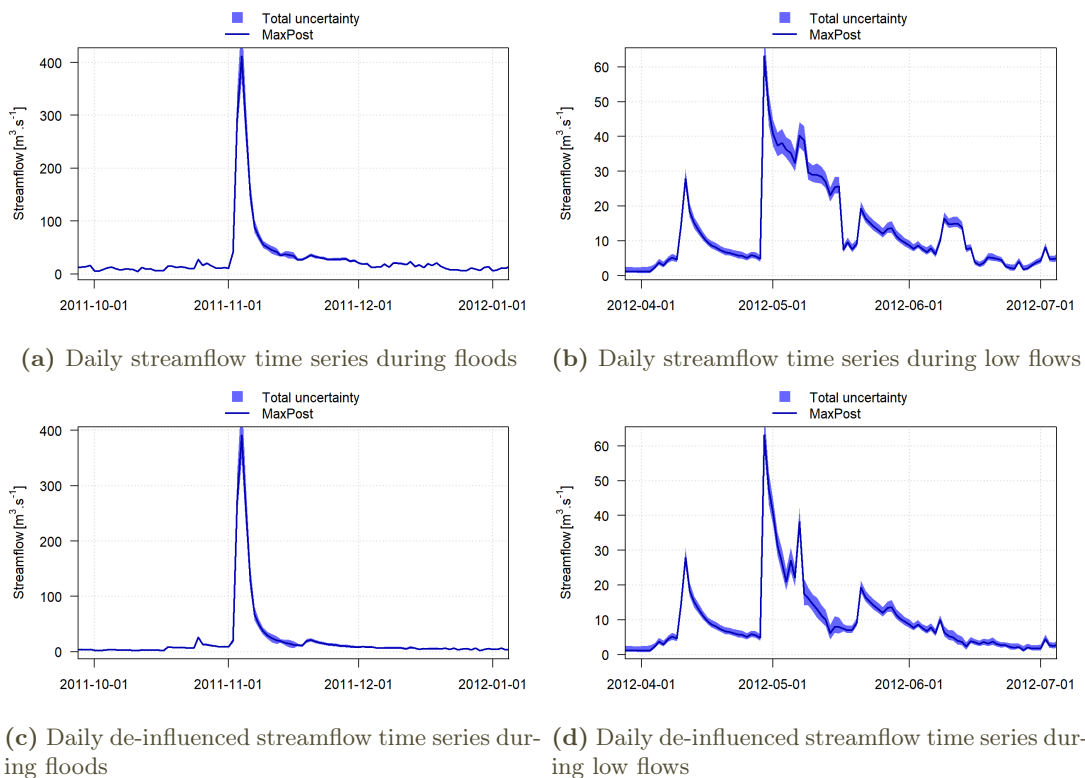 Total uncertainty
MaxPost
Streamflow [m³.s⁻¹]
400
300
200
100
0
2011-10-01 2011-11-01 2011-12-01 2012-01-01
(a) Daily streamflow time series during floods
Total uncertainty
MaxPost
Streamflow [m³.s⁻¹]
60
50
40
30
20
10
0
2012-04-01 2012-05-01 2012-06-01 2012-07-01
(b) Daily streamflow time series during low flows
Total uncertainty
MaxPost
Streamflow [m³.s⁻¹]
400
300
200
100
0
2011-10-01 2011-11-01 2011-12-01 2012-01-01
(c) Daily de-influenced streamflow time series dur-
ing floods
Total uncertainty
MaxPost
Streamflow [m³.s⁻¹]
60
50
40
30
20
10
0
2012-04-01 2012-05-01 2012-06-01 2012-07-01
(d) Daily de-influenced streamflow time series dur-
ing low flows